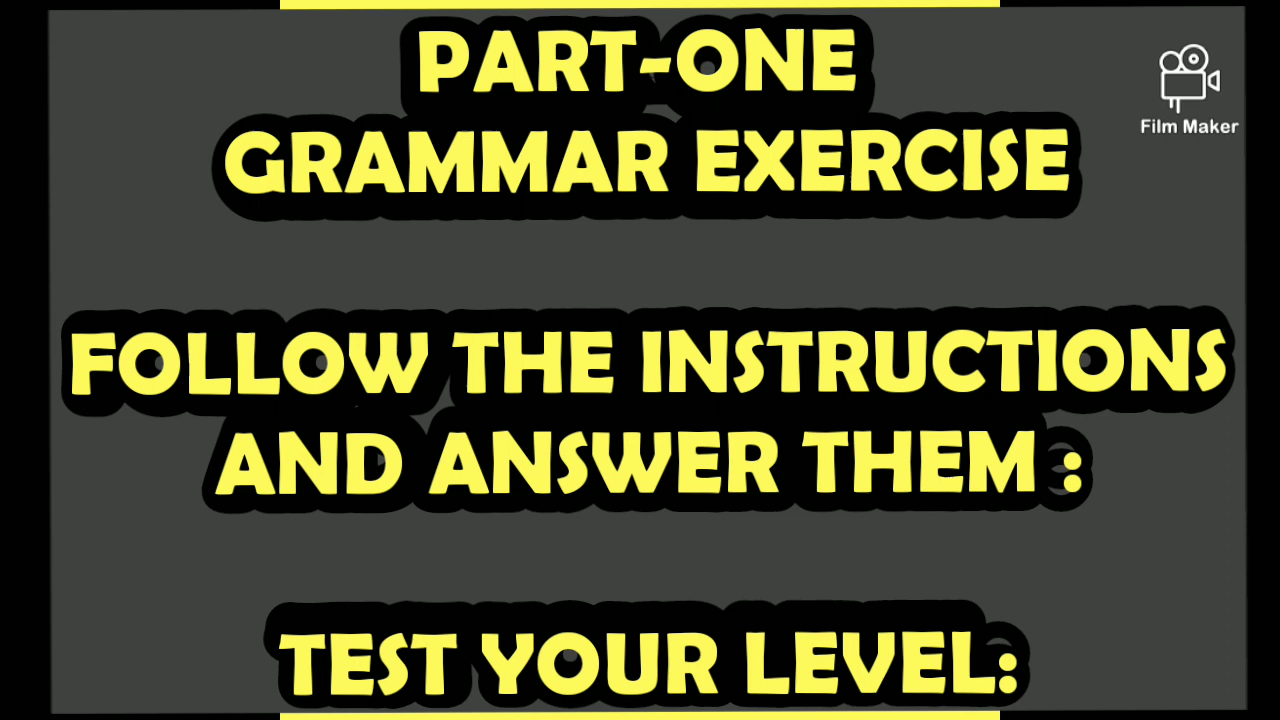 PART-ONE
GRAMMAR EXERCISE
Film Maker
FOLLOW THE INSTRUCTIONS
AND ANSWER THEM :
TEST YOUR LEVEL: